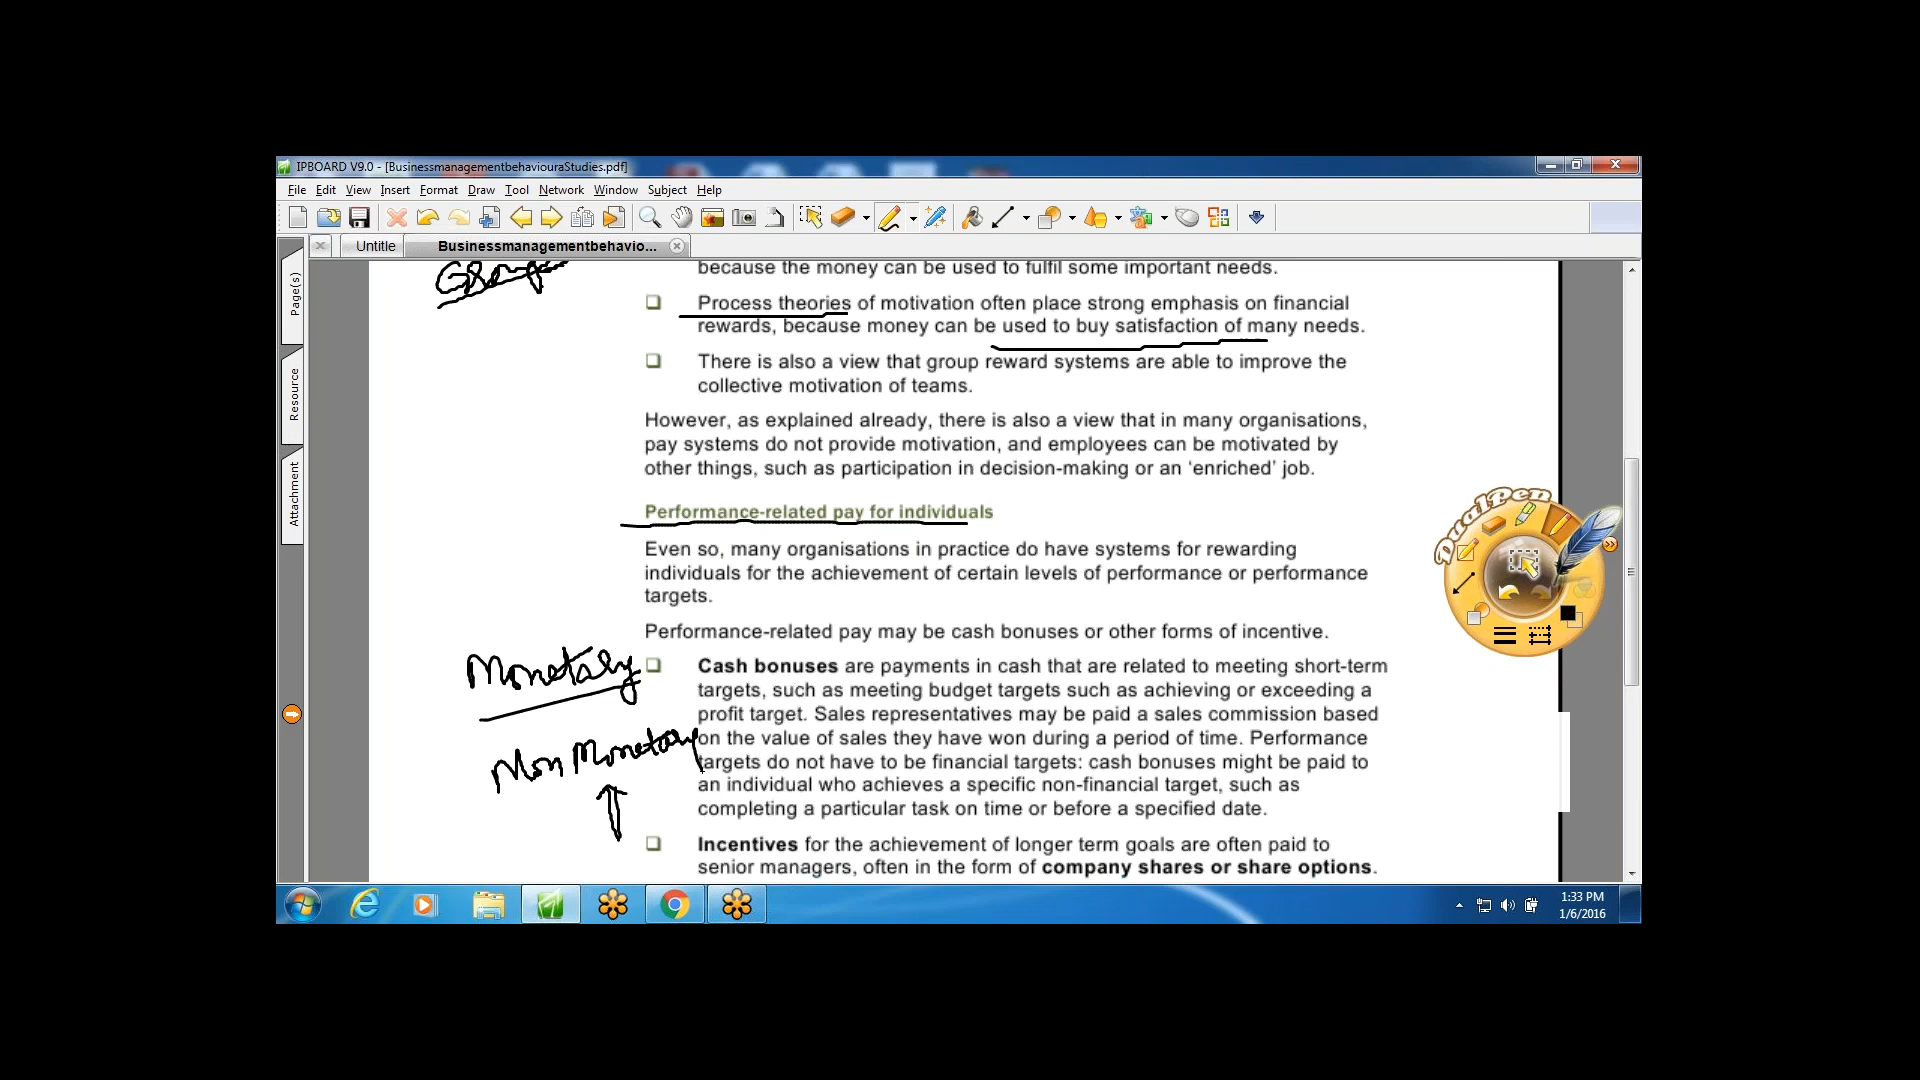 IPBOARD V9.0 - [BusinessmanagementbehaviouraStudies.pdf]
File Edit View Insert Format Draw Tool Network Window Subject Help
Untitle Businessmanagementbehavio...
Page(s)
Resource
Attachment
Group
because the money can be used to fulfil some important needs.
❑ Process theories of motivation often place strong emphasis on financial
rewards, because money can be used to buy satisfaction of many needs.
❑ There is also a view that group reward systems are able to improve the
collective motivation of teams.
However, as explained already, there is also a view that in many organisations,
pay systems do not provide motivation, and employees can be motivated by
other things, such as participation in decision-making or an ‘enriched’ job.
Performance-related pay for individuals
Even so, many organisations in practice do have systems for rewarding
individuals for the achievement of certain levels of performance or performance
targets.
Performance-related pay may be cash bonuses or other forms of incentive.
Monetary
❑ Cash bonuses are payments in cash that are related to meeting short-term
targets, such as meeting budget targets such as achieving or exceeding a
profit target. Sales representatives may be paid a sales commission based
Non Monetary
on the value of sales they have won during a period of time. Performance
targets do not have to be financial targets: cash bonuses might be paid to
an individual who achieves a specific non-financial target, such as
completing a particular task on time or before a specified date.
❑ Incentives for the achievement of longer term goals are often paid to
senior managers, often in the form of company shares or share options.
DualPen
1:33 PM
1/6/2016